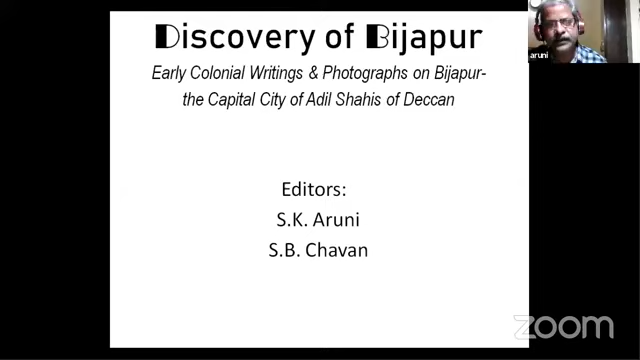 Discovery of Bijapur
Early Colonial Writings & Photographs on Bijapur-
the Capital City of Adil Shahis of Deccan
Editors:
S.K. Aruni
S.B. Chavan
aruni
zoom